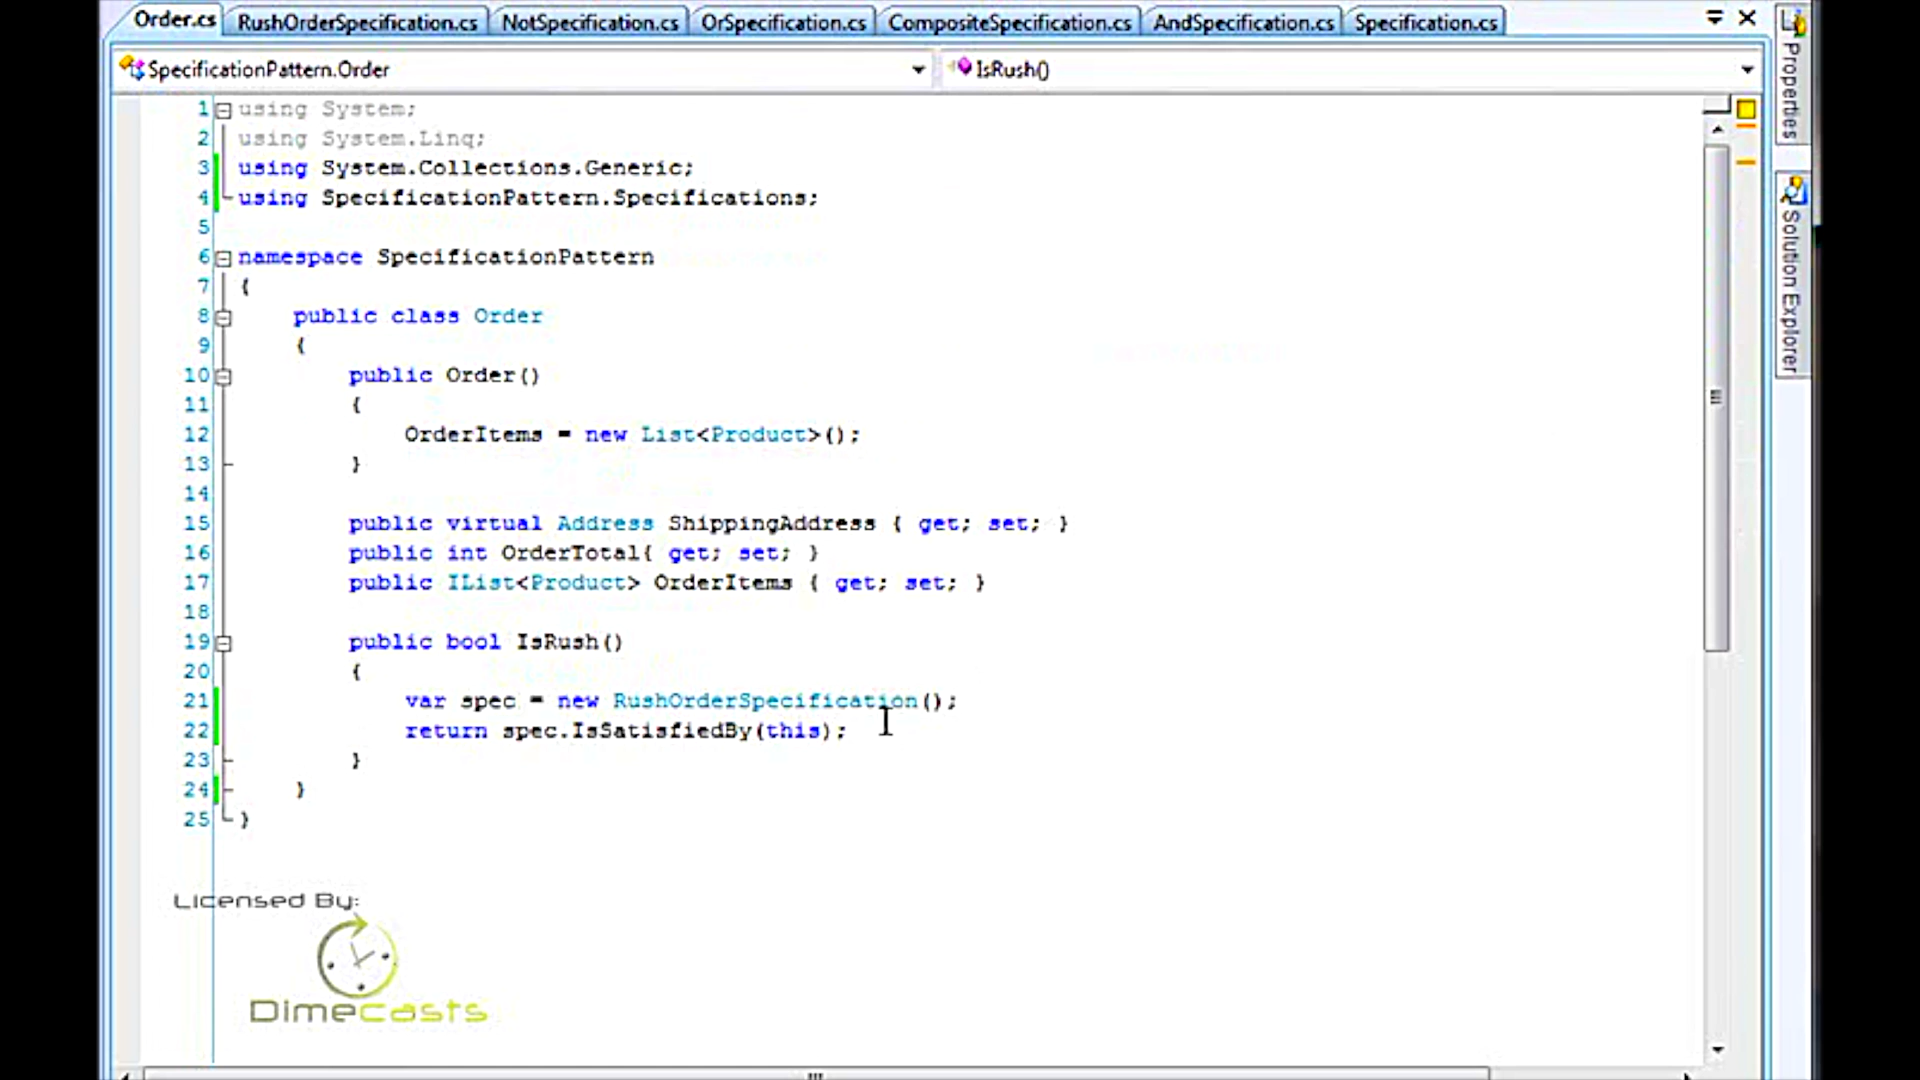 Order.cs RushOrderSpecification.cs NotSpecification.cs OrSpecification.cs CompositeSpecification.cs AndSpecification.cs Specification.cs
SpecificationPattern.Order IsRush()
1 using System;
2 using System.Linq;
3 using System.Collections.Generic;
4 using SpecificationPattern.Specifications;
5
6 namespace SpecificationPattern
7 {
8 public class Order
9 {
10 public Order()
11 {
12 OrderItems = new List<Product>();
13 }
14
15 public virtual Address ShippingAddress { get; set; }
16 public int OrderTotal{ get; set; }
17 public IList<Product> OrderItems { get; set; }
18
19 public bool IsRush()
20 {
21 var spec = new RushOrderSpecification();
22 return spec.IsSatisfiedBy(this);
23 }
24 }
25 }
Licensed By:
Dimecasts
Properties
Solution Explorer